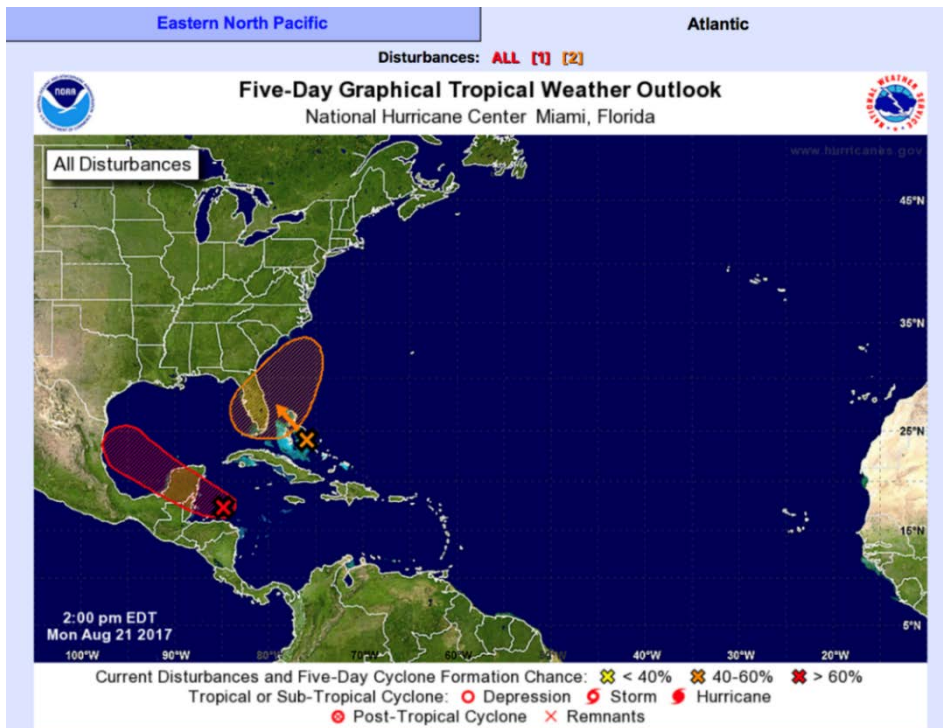 Eastern North Pacific
Atlantic
Disturbances: ALL [1] [2]
Five-Day Graphical Tropical Weather Outlook
National Hurricane Center Miami, Florida
NOAA
All Disturbances
www.hurricanes.gov
45°N
35°N
25°N
15°N
5°N
2:00 pm EDT
Mon Aug 21 2017
100°W 90°W 80°W 70°W 60°W 40°W 30°W 20°W
Current Disturbances and Five-Day Cyclone Formation Chance: < 40% 40-60% > 60%
Tropical or Sub-Tropical Cyclone: Depression Storm Hurricane
Post-Tropical Cyclone Remnants